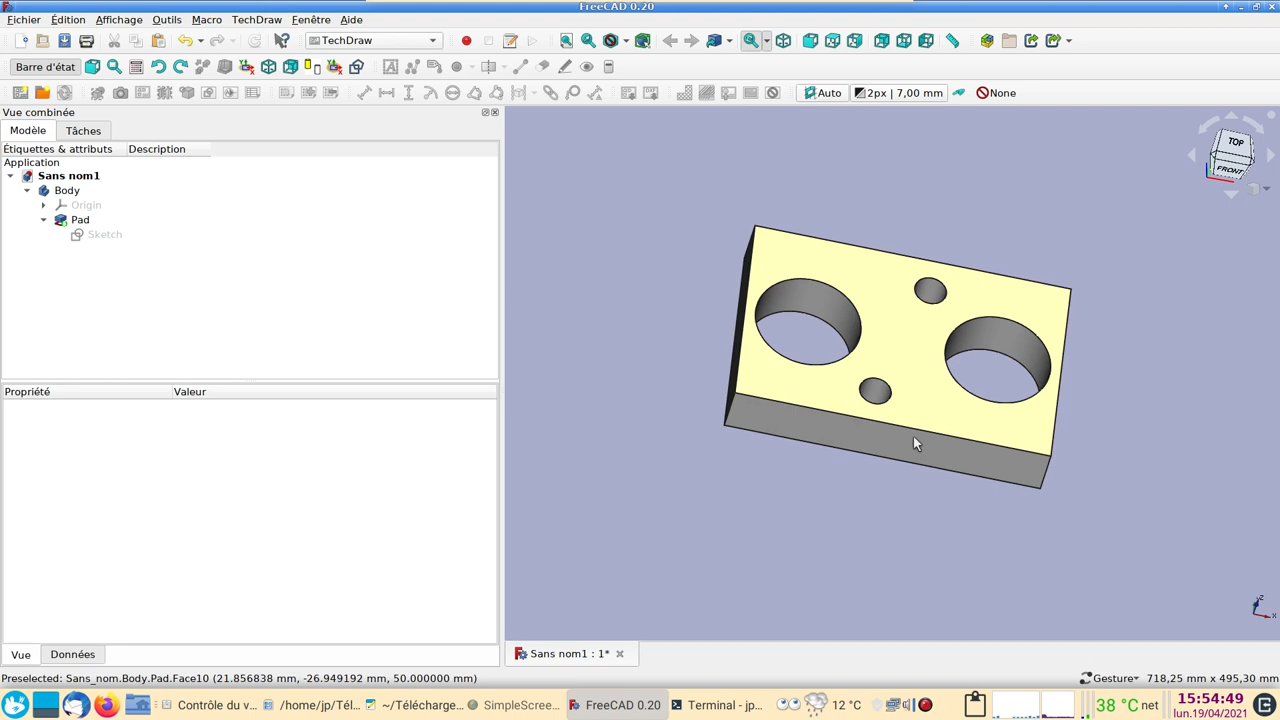 FreeCAD 0.20
Fichier Édition Affichage Outils Macro TechDraw Fenêtre Aide
TechDraw
Barre d'état
Auto 2px | 7,00 mm None
Vue combinée
Modèle Tâches
Étiquettes & attributs Description
Application
Sans nom1
Body
Origin
Pad
Sketch
TOP
FRONT
Propriété Valeur
Z
X
Vue Données
Sans nom1 : 1*
Preselected: Sans_nom.Body.Pad.Face10 (21.856838 mm, -26.949192 mm, 50.000000 mm) Gesture 718,25 mm x 495,30 mm
Contrôle du v... /home/jp/Tél... ~/Télécharge... SimpleScree... FreeCAD 0.20 Terminal - jp... 12 °C 38 °C net 15:54:49
lun.19/04/2021